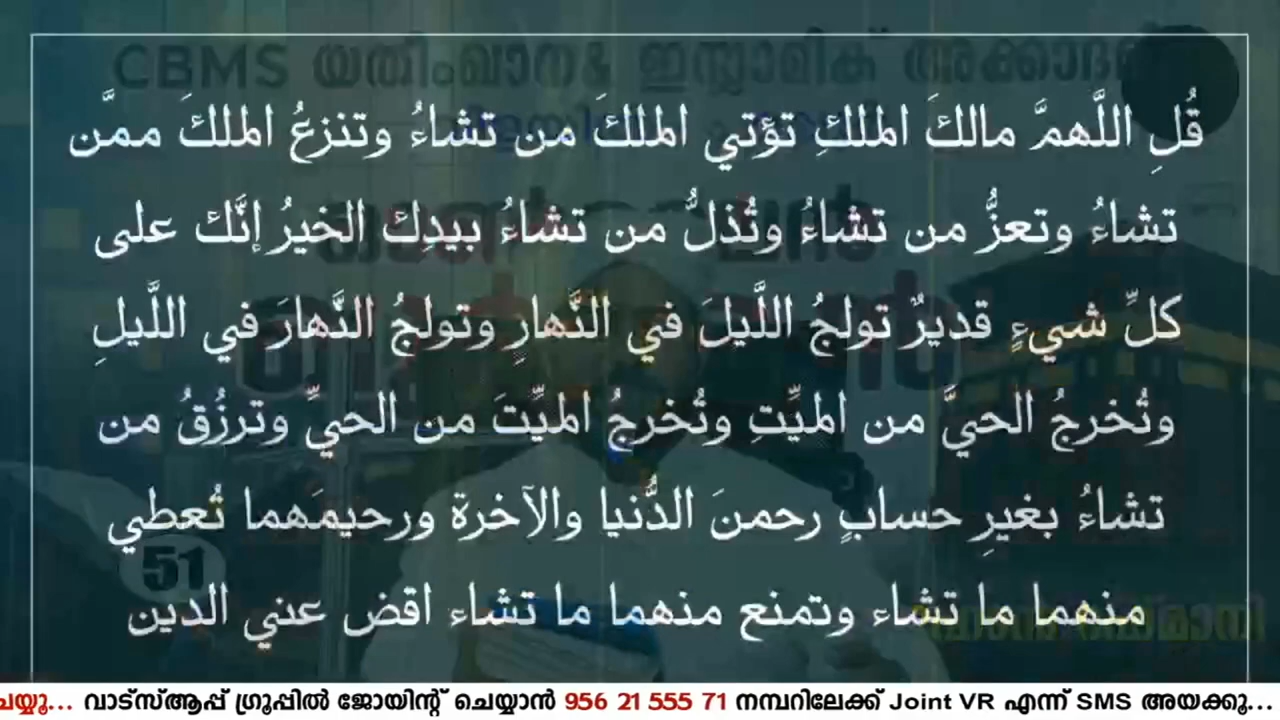 CBMS യതീംഖാന & ഇസ്ലാമിക് അക്കാദമി
قُلِ اللَّهمَّ مالكَ الملكِ تؤتي الملكَ من تشاءُ وتنزعُ الملكَ ممَّن
تشاءُ وتعزُّ من تشاءُ وتُذلُّ من تشاءُ بيدِك الخيرُ إنَّك على
كلِّ شيءٍ قديرٌ تولجُ اللَّيلَ في النَّهارِ وتولجُ النَّهارَ في اللَّيلِ
وتُخرجُ الحيَّ من الميِّتِ وتُخرجُ الميِّتَ من الحيِّ وترزُقُ من
تشاءُ بغيرِ حسابٍ رحمنَ الدُّنيا والآخرة ورحيمَهما تُعطي
51
منهما ما تشاء وتمنع منهما ما تشاء اقض عني الدين
ചെയ്യൂ... വാട്സ്ആപ്പ് ഗ്രൂപ്പിൽ ജോയിന്റ് ചെയ്യാൻ 956 21 555 71 നമ്പറിലേക്ക് Joint VR എന്ന് SMS അയക്കൂ...